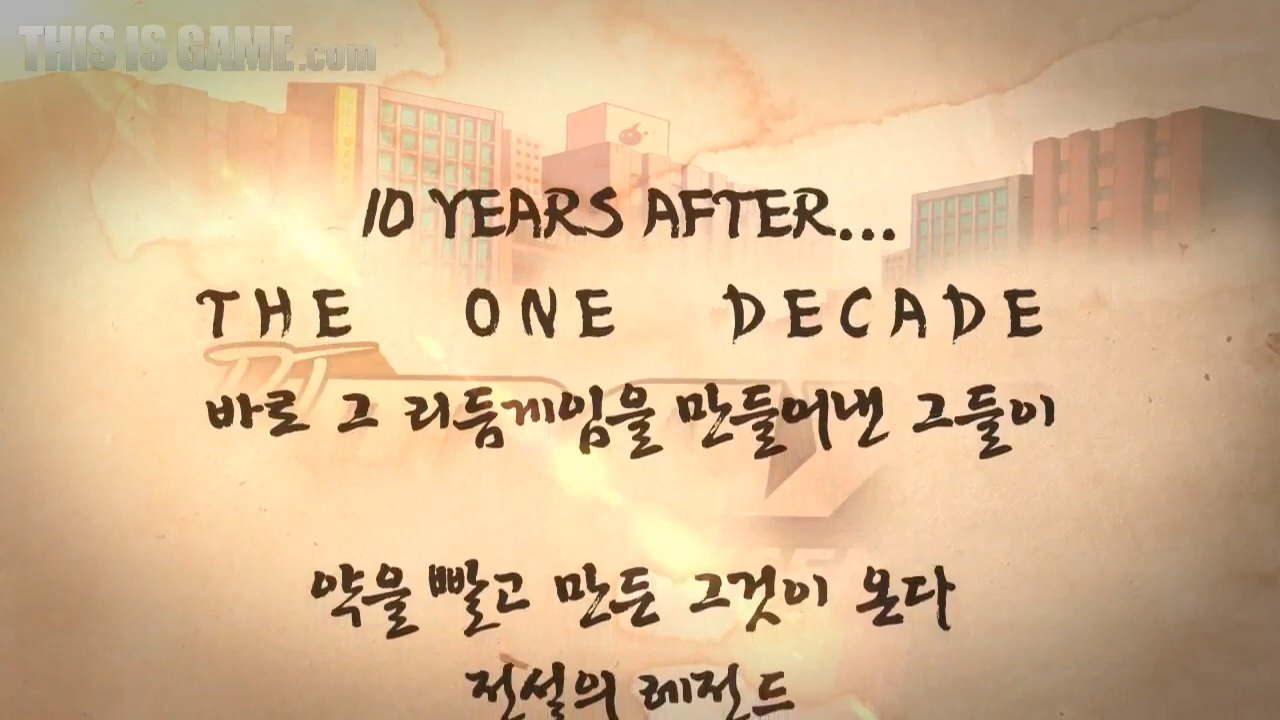 THIS IS GAME.com
10 YEARS AFTER...
THE ONE DECADE
DJ
바로 그 리듬게임을 만들어낸 그들이
약을 빨고 만든 그것이 온다
전설의 레전드